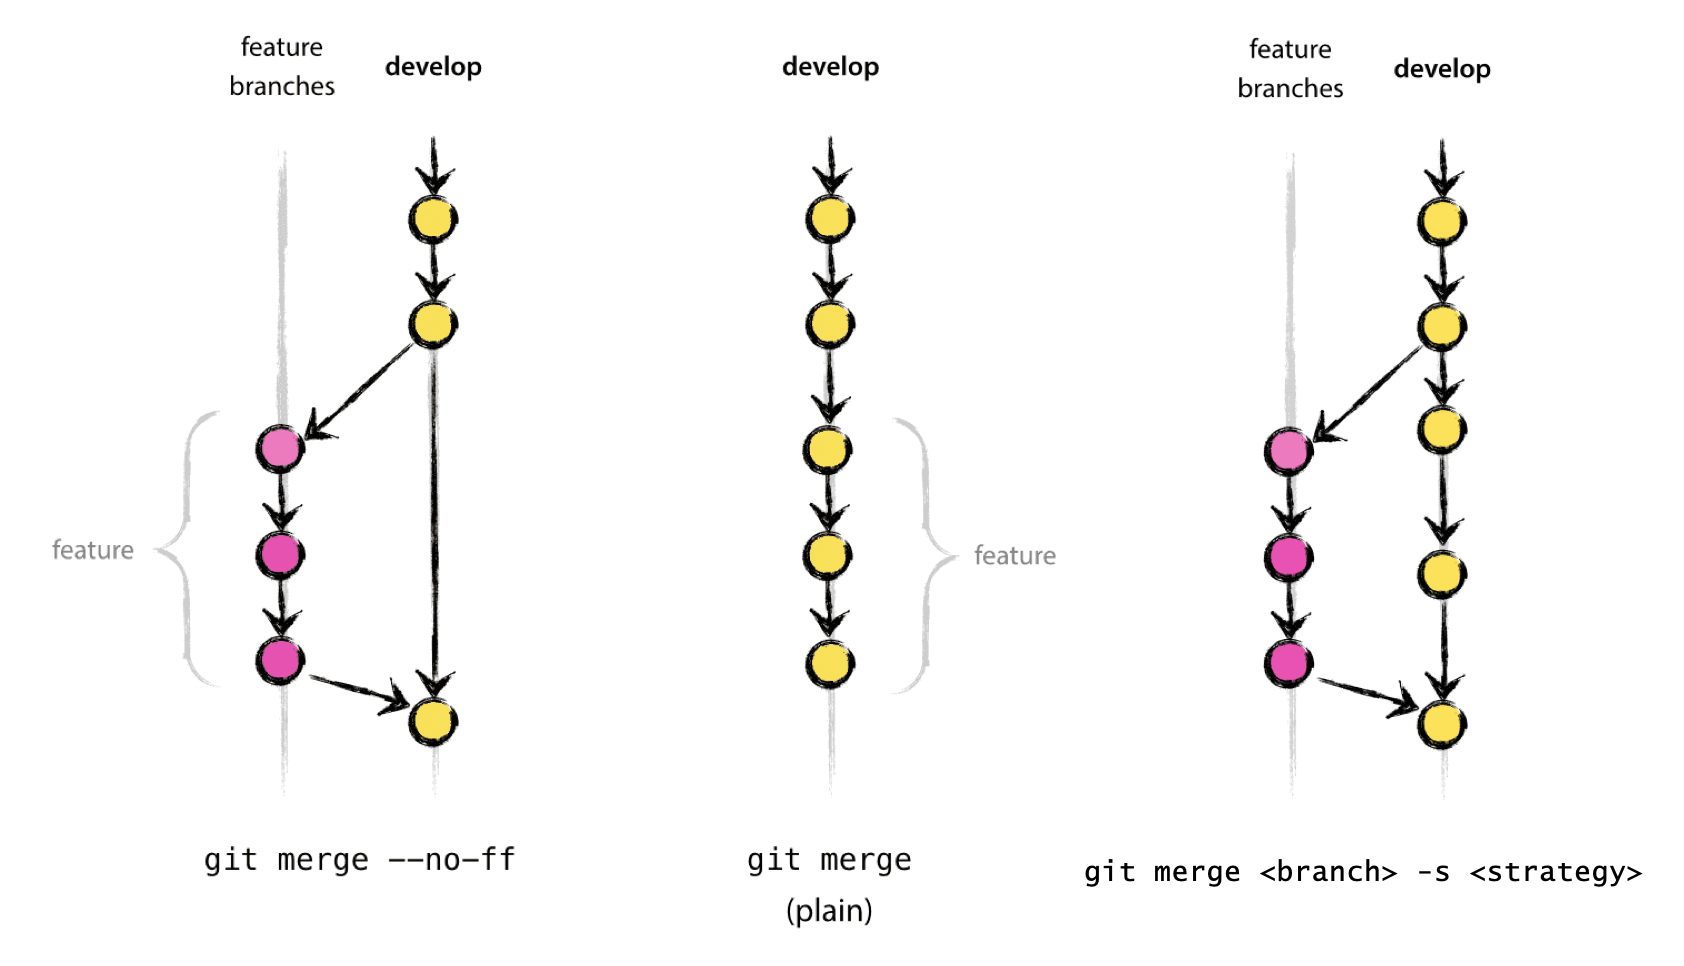 feature
branches
develop
feature
git merge --no-ff
develop
feature
git merge
(plain)
feature
branches
develop
git merge <branch> -s <strategy>